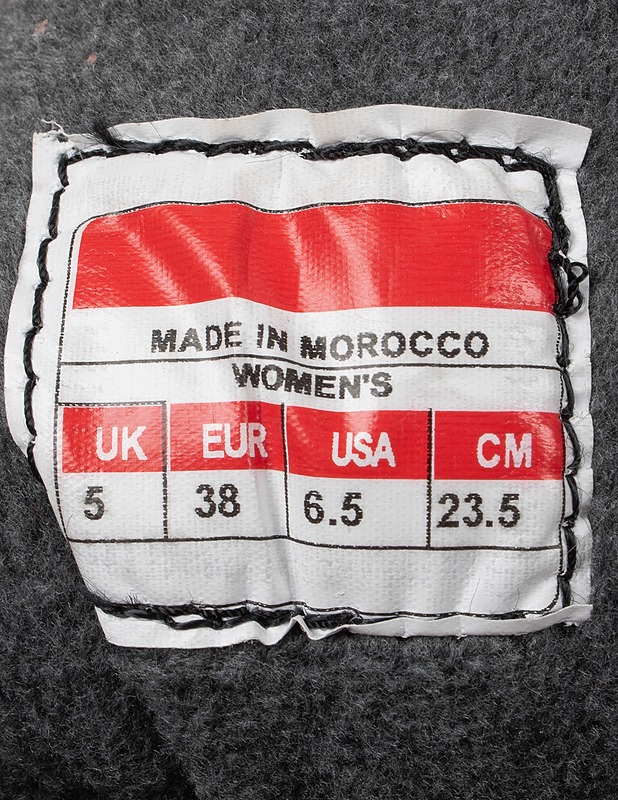 MADE IN MOROCCO
WOMEN'S
UK EUR USA CM
5 38 6.5 23.5